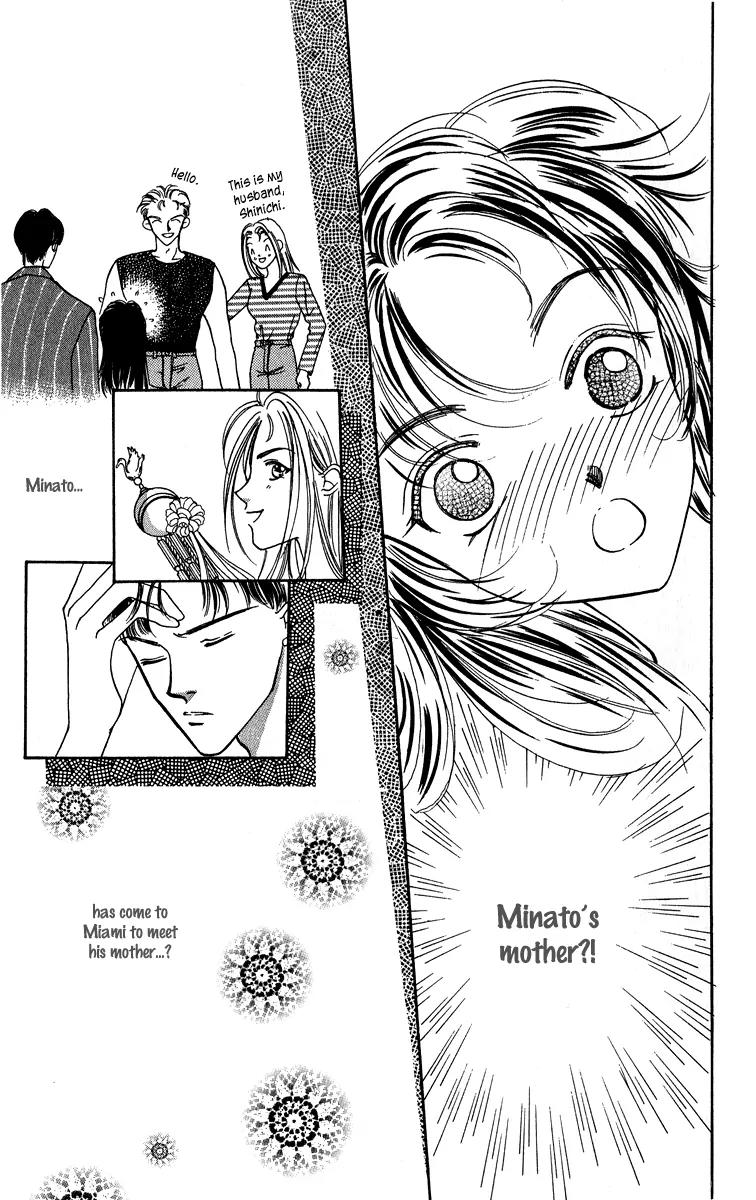 Minato's
mother?!
Hello.
This is my
husband,
Shinichi.
Minato...
has come to
Miami to meet
his mother...?